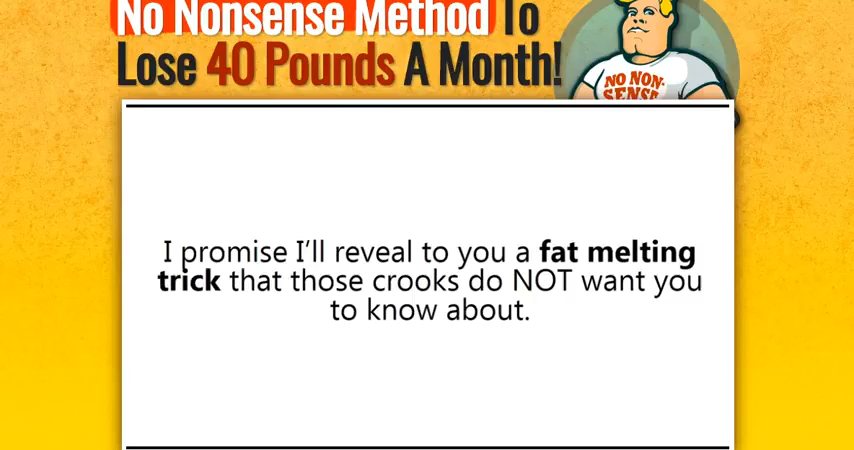 No Nonsense Method To
Lose 40 Pounds A Month!
NO NON-
SENSE
I promise I'll reveal to you a fat melting
trick that those crooks do NOT want you
to know about.